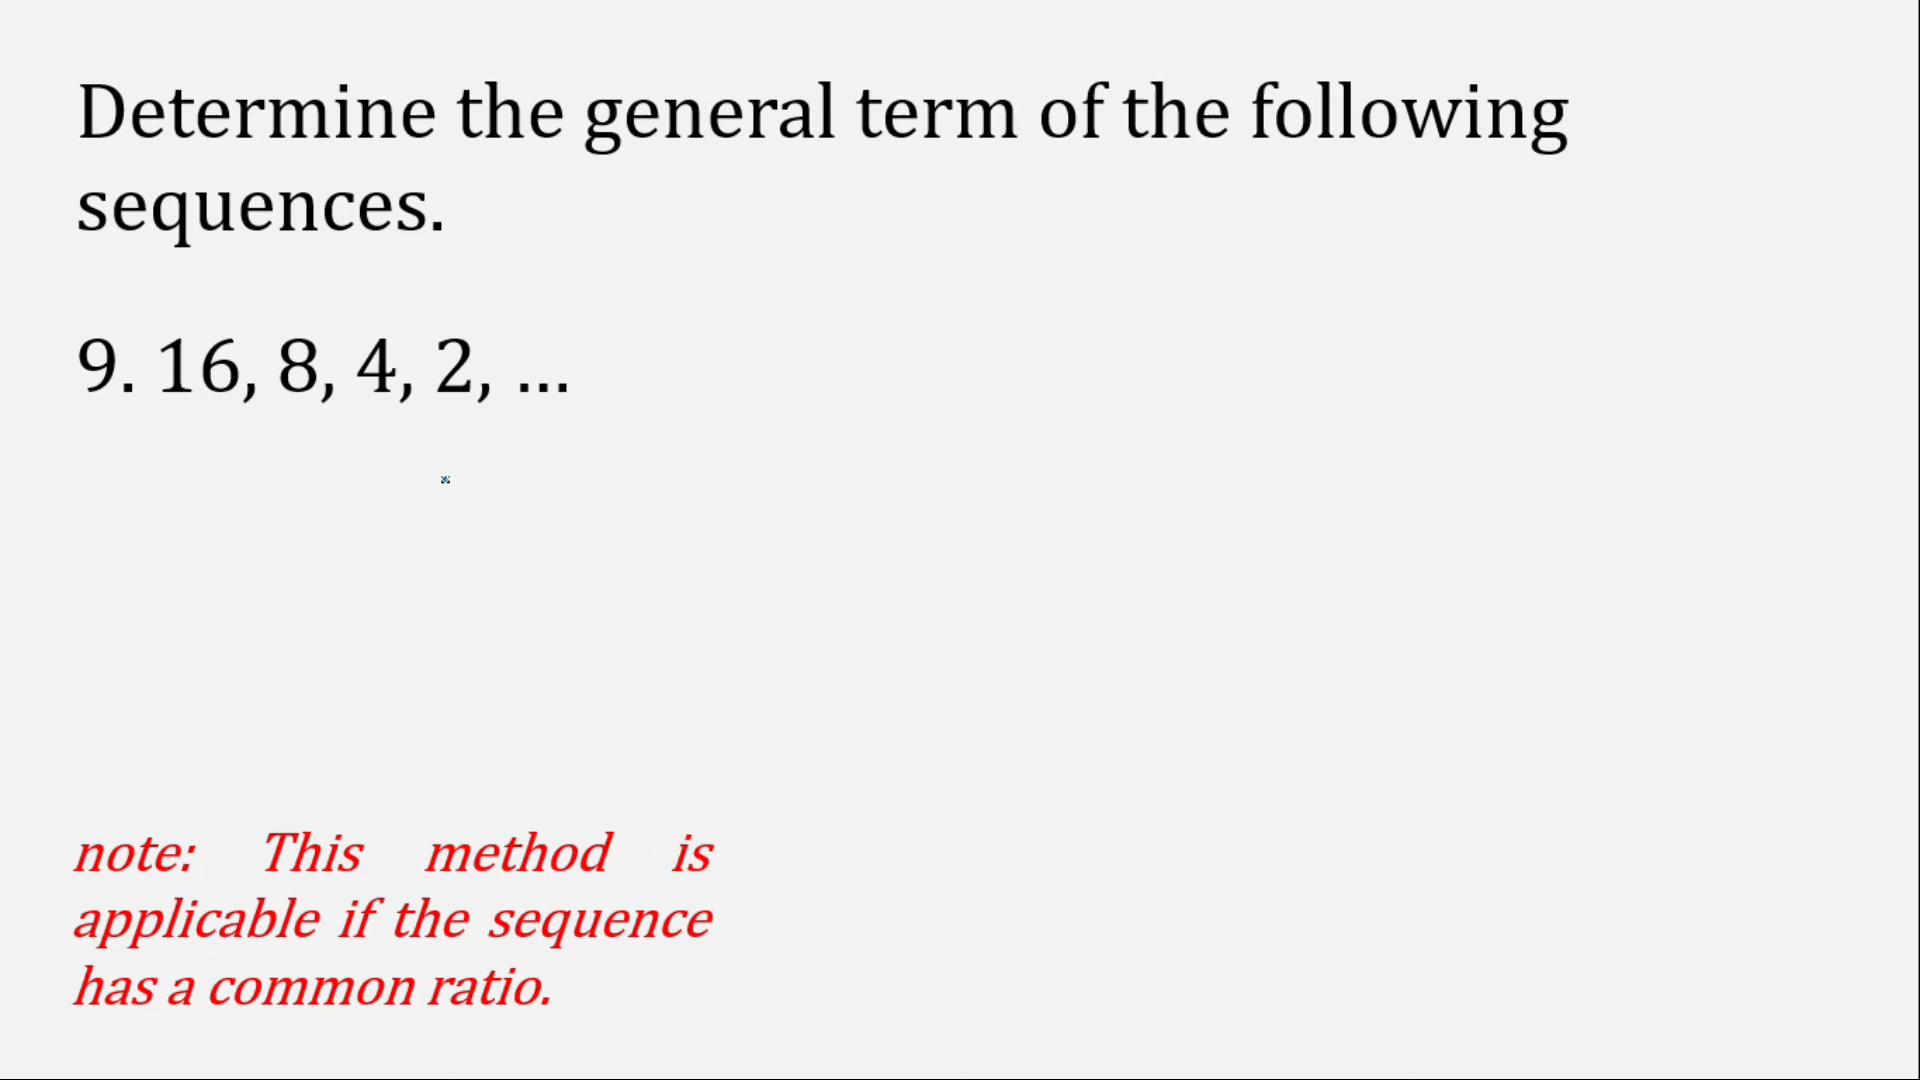 Determine the general term of the following
sequences.
9. 16, 8, 4, 2, ...
note: This method is
applicable if the sequence
has a common ratio.